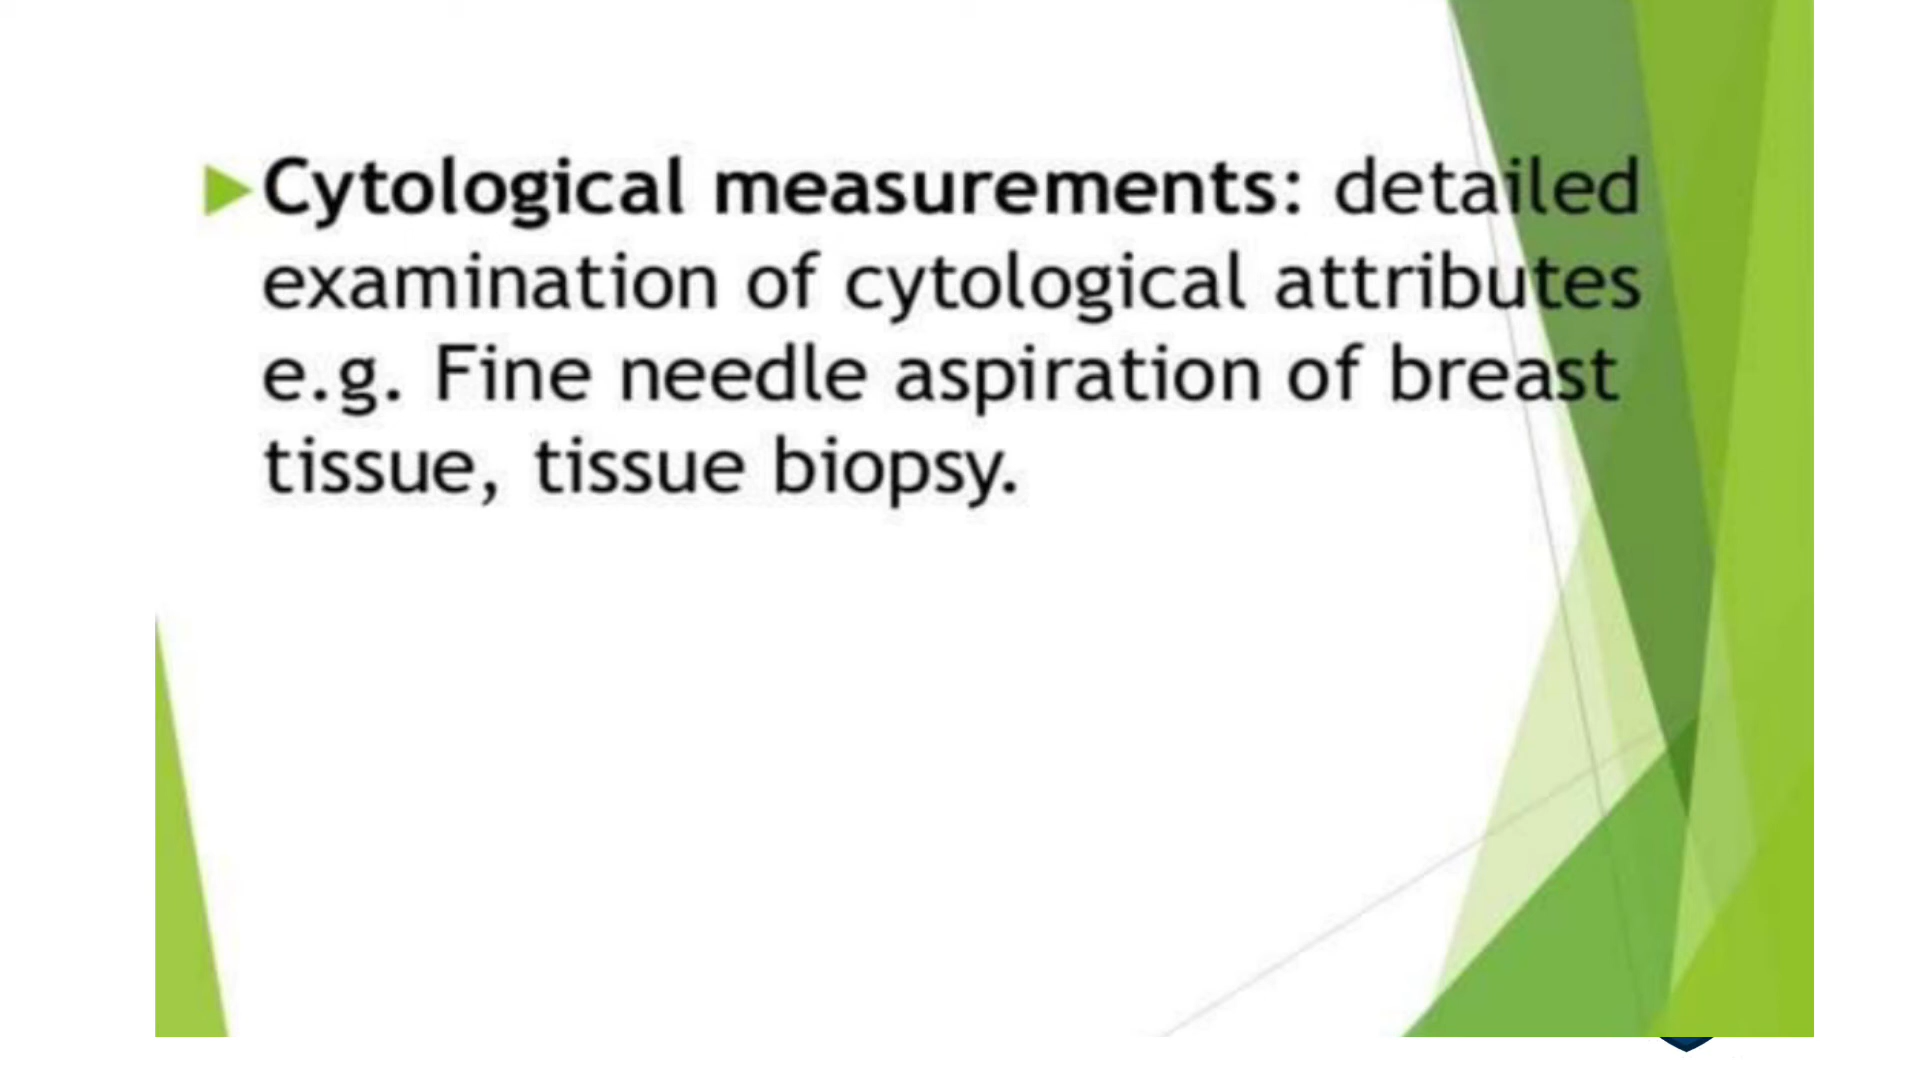 Cytological measurements: detailed
examination of cytological attributes
e.g. Fine needle aspiration of breast
tissue, tissue biopsy.